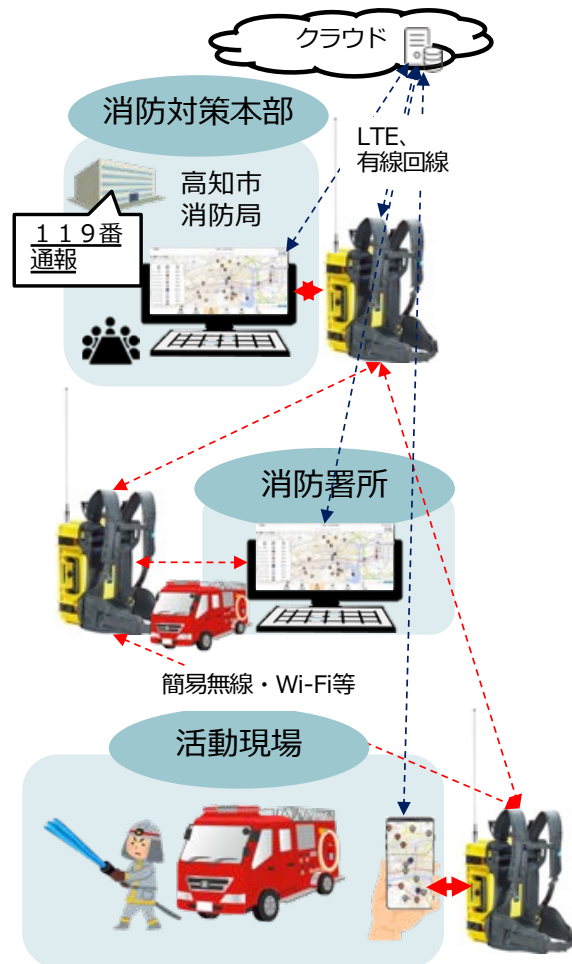 クラウド
消防対策本部
LTE、
有線回線
高知市
消防局
１１９番
通報
消防署所
簡易無線・Wi-Fi等
活動現場